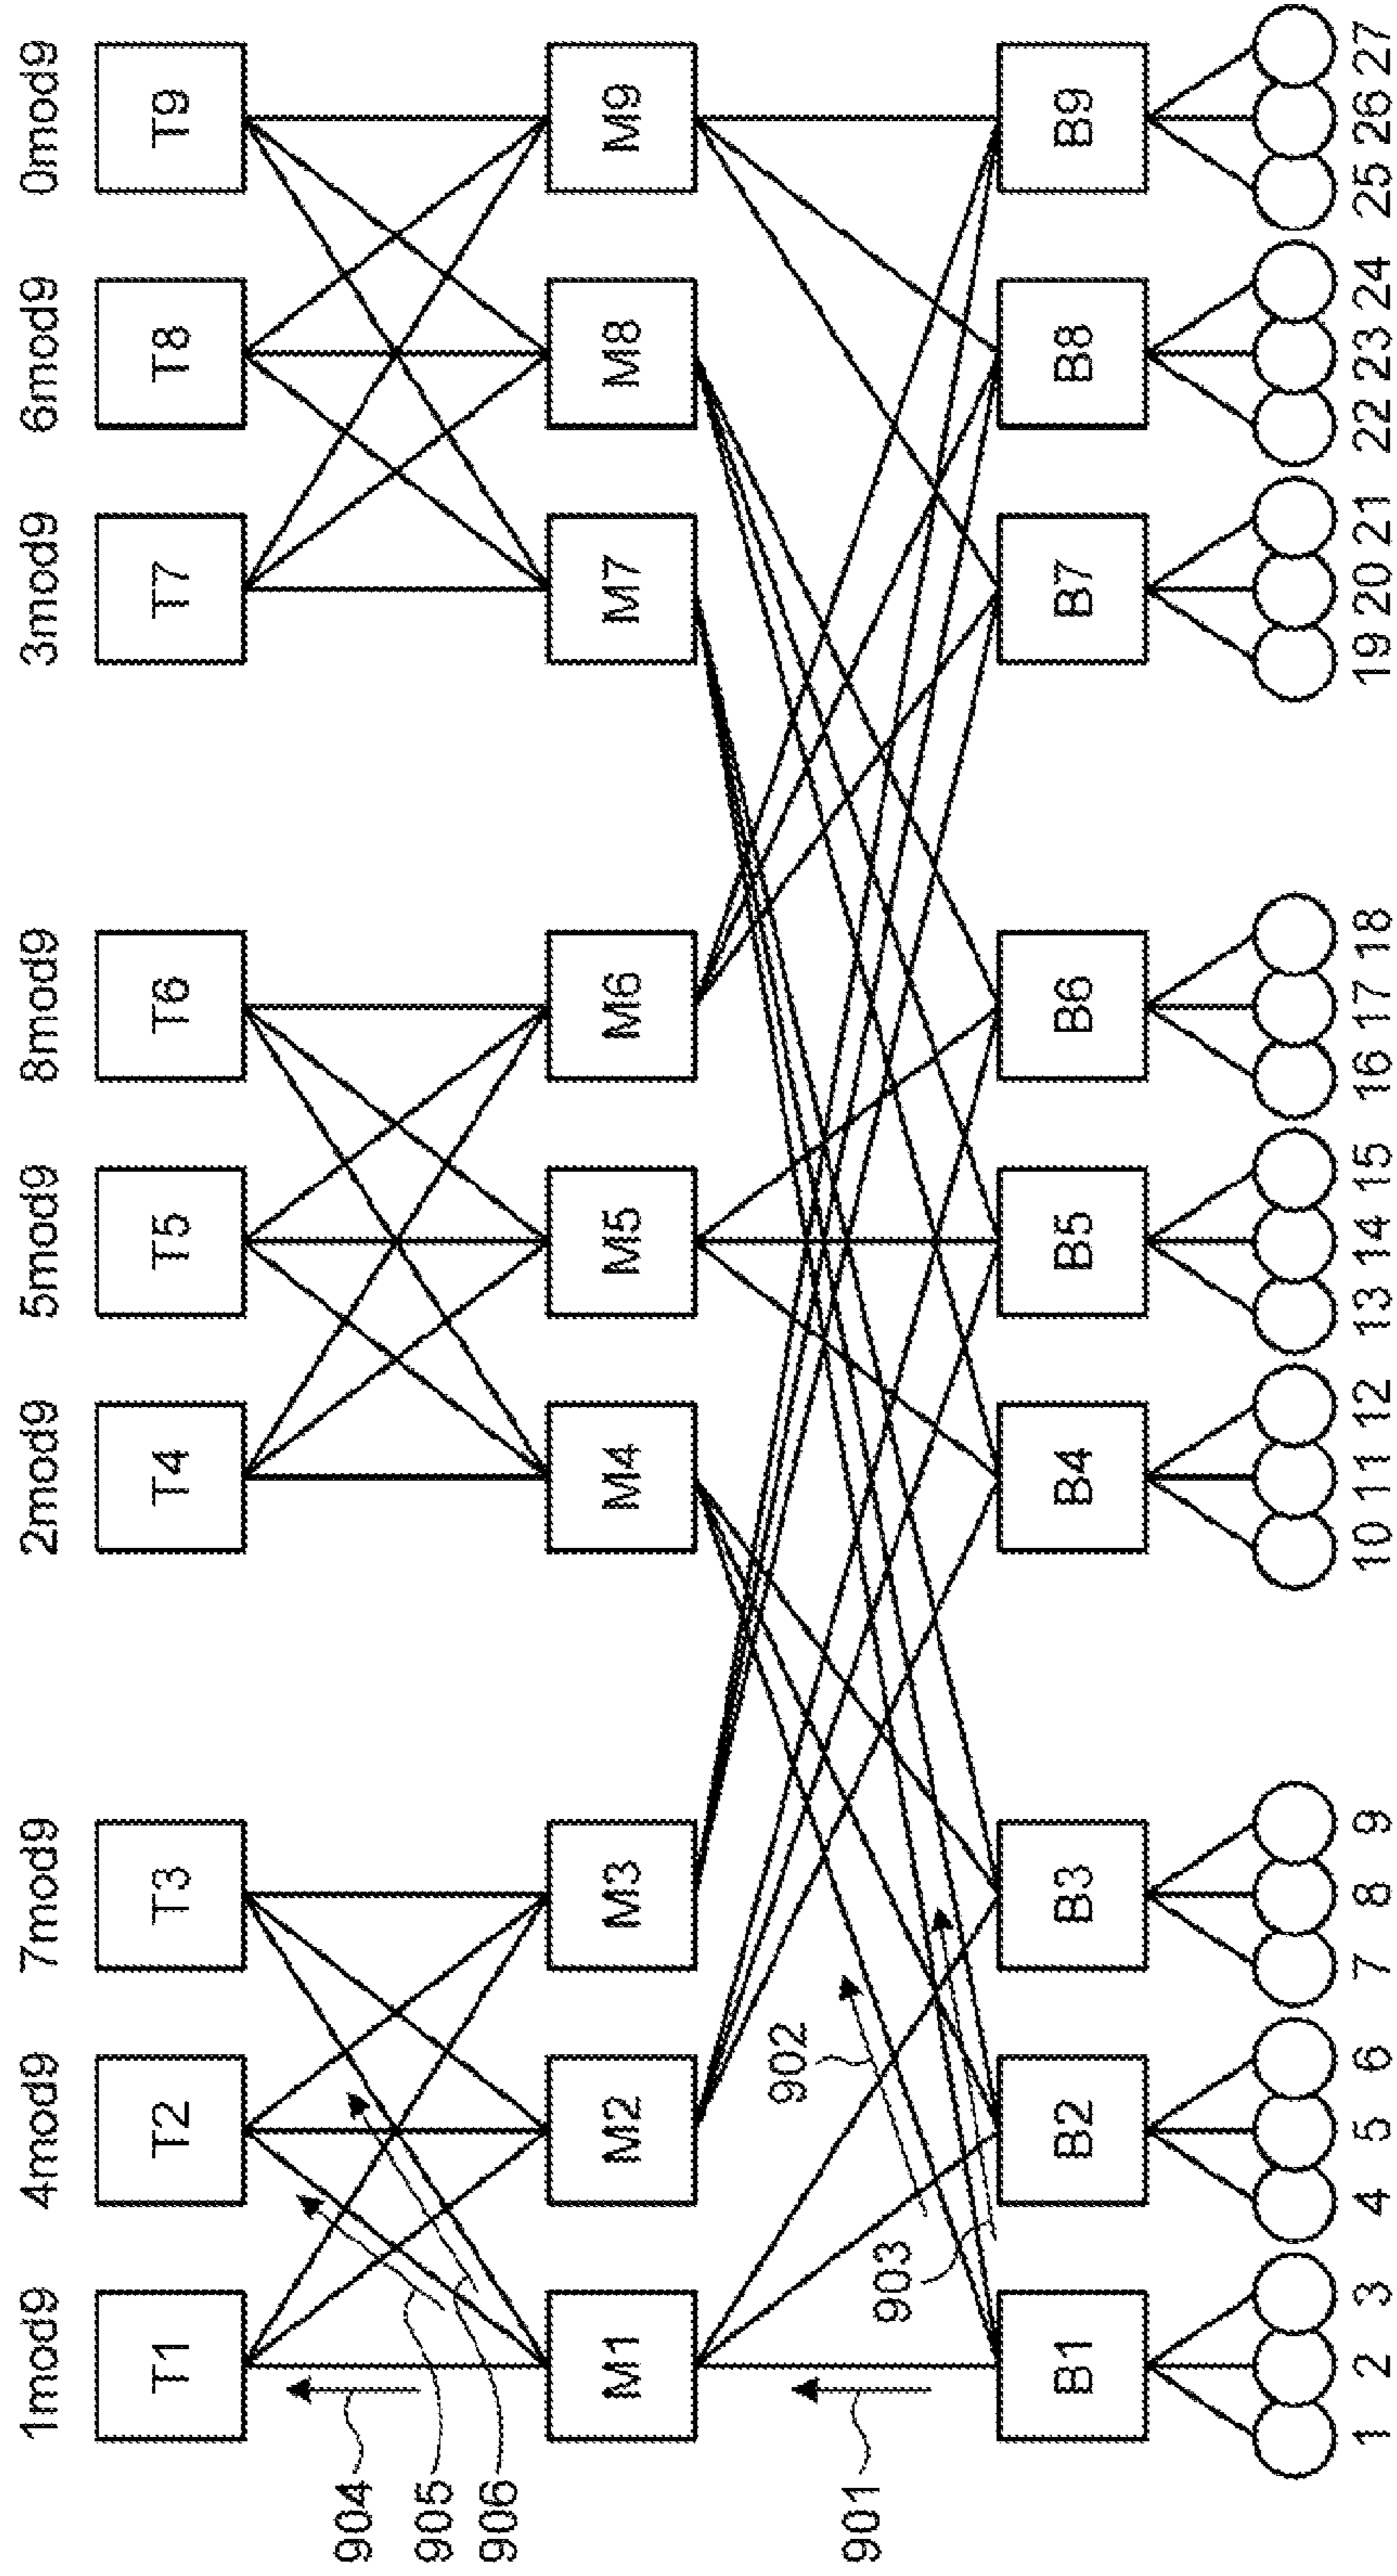 1mod9 4mod9 7mod9 2mod9 5mod9 8mod9 3mod9 6mod9 0mod9
T1 T2 T3 T4 T5 T6 T7 T8 T9
904
905
906
M1 M2 M3 M4 M5 M6 M7 M8 M9
902
903
901
B1 B2 B3 B4 B5 B6 B7 B8 B9
1 2 3 4 5 6 7 8 9 10 11 12 13 14 15 16 17 18 19 20 21 22 23 24 25 26 27